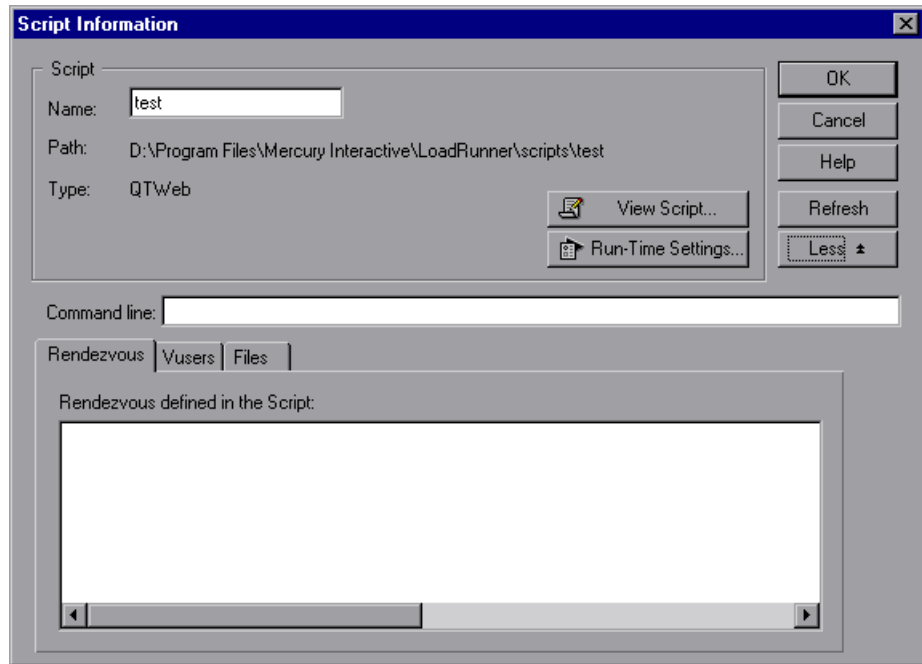 Script Information
Script
Name: test
Path: D:\Program Files\Mercury Interactive\LoadRunner\scripts\test
Type: QTWeb
View Script...
Run-Time Settings...
OK
Cancel
Help
Refresh
Less
Command line:
Rendezvous Vusers Files
Rendezvous defined in the Script: